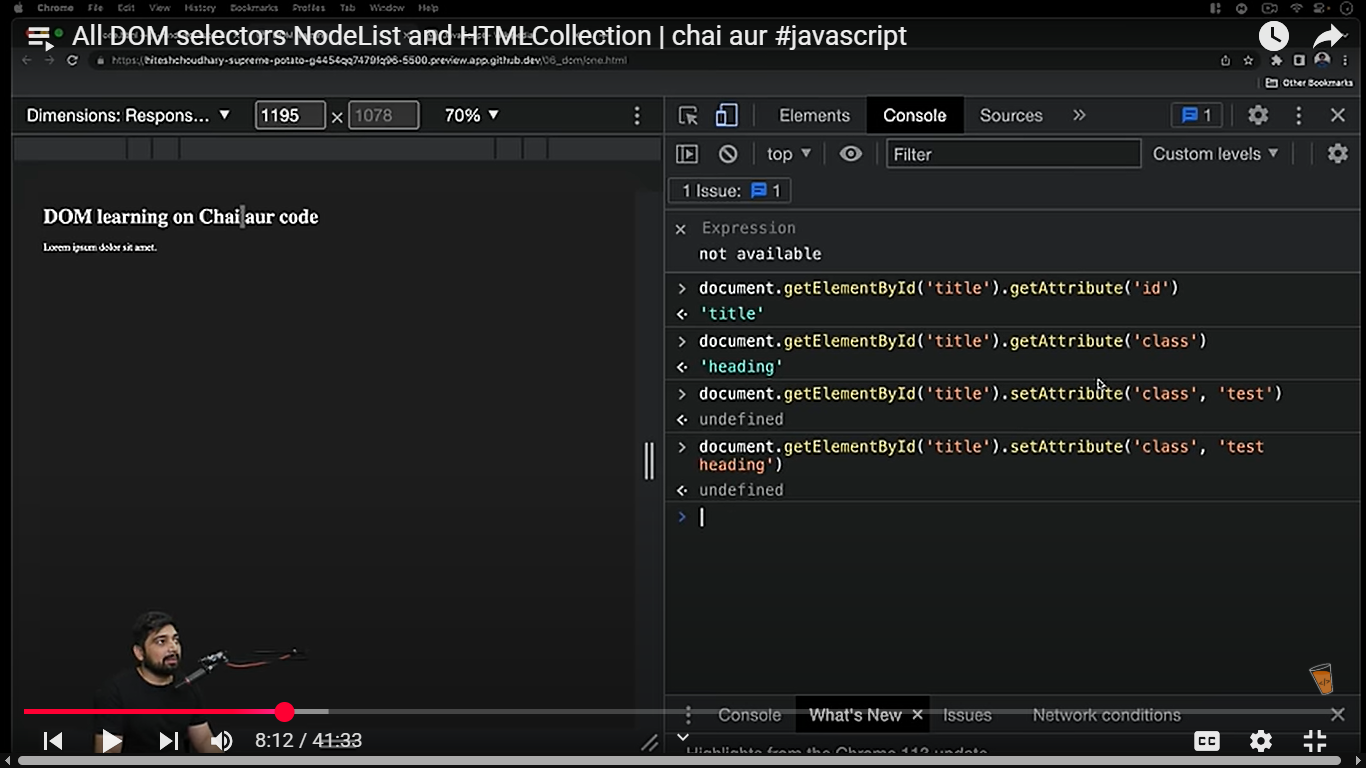 Chrome File Edit View History Bookmarks Profiles Tab Window Help
All DOM selectors NodeList and HTMLCollection | chai aur #javascript
https://hiteshchoudhary-supreme-potato-g4454qq7479fq96-5500.preview.app.github.dev/06_dom/one.html
Other Bookmarks
Dimensions: Respons... ▼ 1195 × 1078 70% ▼
Elements Console Sources » 1
top ▼ Filter Custom levels ▼
1 Issue: 1
DOM learning on Chai aur code
Lorem ipsum dolor sit amet.
× Expression
not available
> document.getElementById('title').getAttribute('id')
'title'
> document.getElementById('title').getAttribute('class')
'heading'
> document.getElementById('title').setAttribute('class', 'test')
undefined
> document.getElementById('title').setAttribute('class', 'test
heading')
undefined
>
Console What's New × Issues Network conditions
8:12 / 41:33
CC
Highlights from the Chrome 113 update